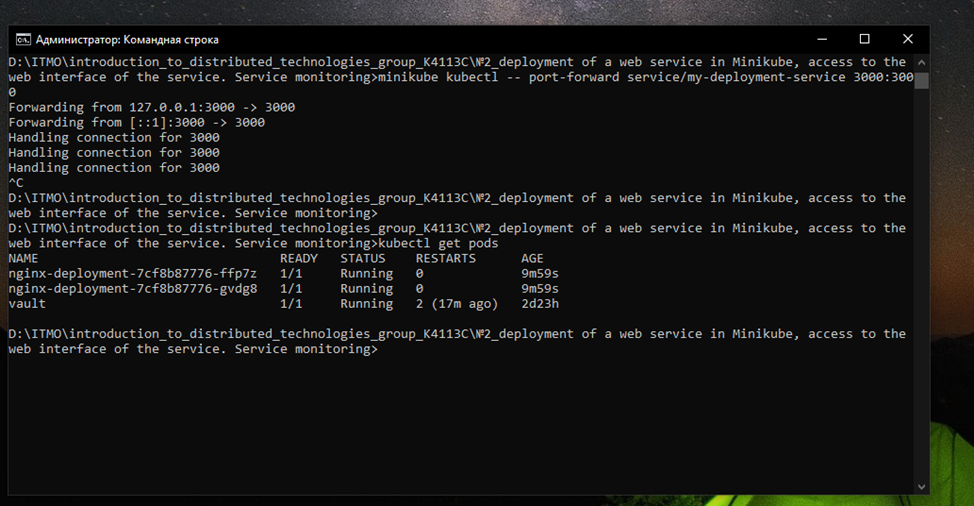 Администратор: Командная строка
D:\ITMO\introduction_to_distributed_technologies_group_K4113C\№2_deployment of a web service in Minikube, access to the
web interface of the service. Service monitoring>minikube kubectl -- port-forward service/my-deployment-service 3000:300
0
Forwarding from 127.0.0.1:3000 -> 3000
Forwarding from [::1]:3000 -> 3000
Handling connection for 3000
Handling connection for 3000
Handling connection for 3000
^C
D:\ITMO\introduction_to_distributed_technologies_group_K4113C\№2_deployment of a web service in Minikube, access to the
web interface of the service. Service monitoring>
D:\ITMO\introduction_to_distributed_technologies_group_K4113C\№2_deployment of a web service in Minikube, access to the
web interface of the service. Service monitoring>kubectl get pods
NAME READY STATUS RESTARTS AGE
nginx-deployment-7cf8b87776-ffp7z 1/1 Running 0 9m59s
nginx-deployment-7cf8b87776-gvdg8 1/1 Running 0 9m59s
vault 1/1 Running 2 (17m ago) 2d23h
D:\ITMO\introduction_to_distributed_technologies_group_K4113C\№2_deployment of a web service in Minikube, access to the
web interface of the service. Service monitoring>